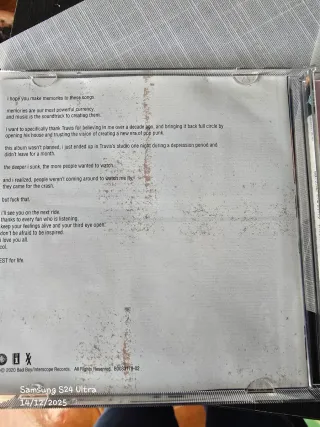 i hope you make memories to these songs
memories are our most powerful currency,
and music is the soundtrack to creating them.
i want to specifically thank Travis for believing in me over a decade ago, and bringing it back full circle by
opening his house and trusting the vision of creating a new era of pop punk.
this album wasn't planned. i just ended up in Travis's studio one night during a depression period and
didn't leave for a month.
the deeper i sunk, the more people wanted to watch.
and i realized, people weren't coming around to watch me fly
they came for the crash.
but fuck that.
i'll see you on the next ride.
thanks to every fan who is listening.
keep your feelings alive and your third eye open.
don't be afraid to be inspired.
i love you all.
EST for life.
2020 Bad Boy/Interscope Records. All Rights Reserved.
Samsung S24 Ultra
14/12/2025